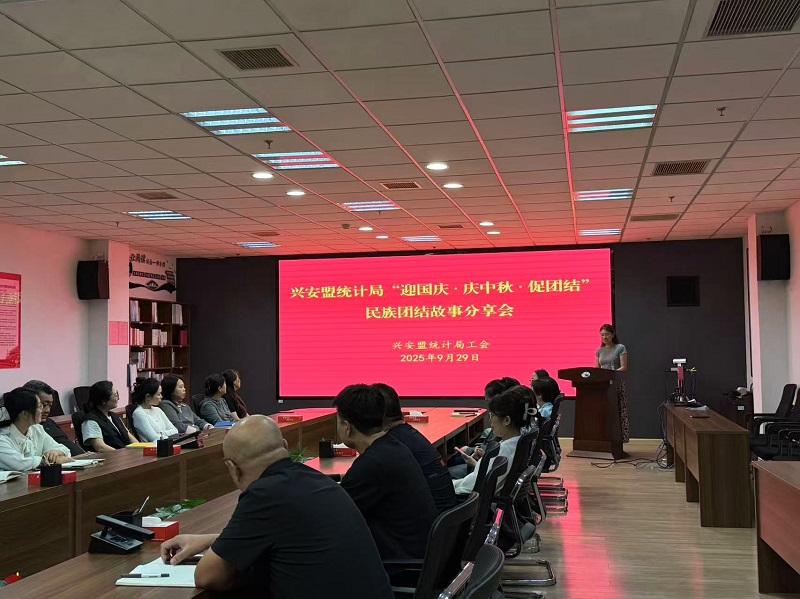 兴安盟统计局“迎国庆·庆中秋·促团结”
民族团结故事分享会
兴安盟统计局工会
2025年9月29日